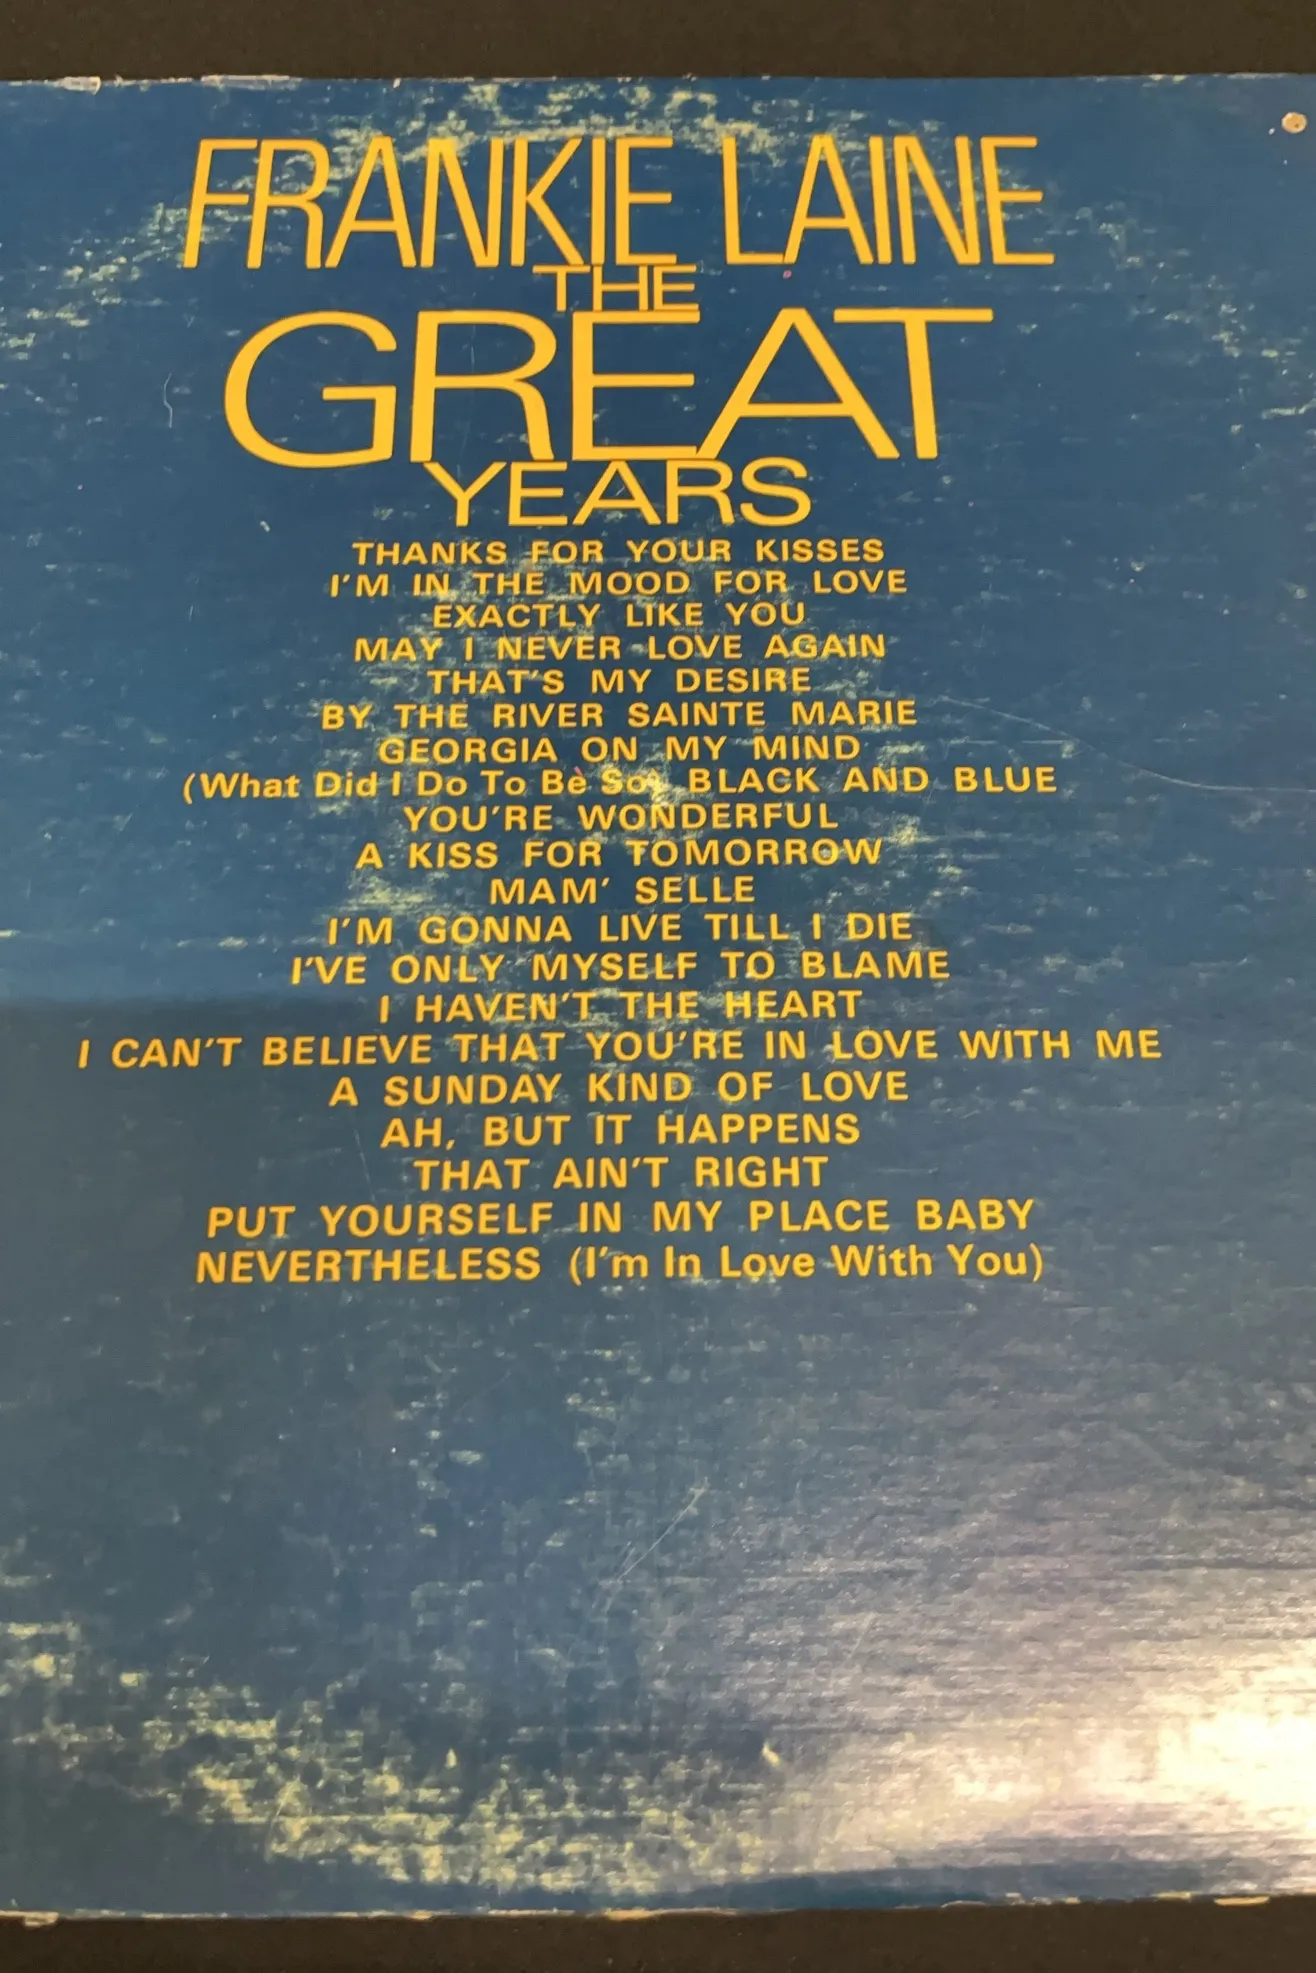 FRANKIE LAINE
THE
GREAT
YEARS
THANKS FOR YOUR KISSES
I'M IN THE MOOD FOR LOVE
EXACTLY LIKE YOU
MAY I NEVER LOVE AGAIN
THAT'S MY DESIRE
BY THE RIVER SAINTE MARIE
GEORGIA ON MY MIND
(What Did I Do To Be So) BLACK AND BLUE
YOU'RE WONDERFUL
A KISS FOR TOMORROW
MAM' SELLE
I'M GONNA LIVE TILL I DIE
I'VE ONLY MYSELF TO BLAME
I HAVEN'T THE HEART
I CAN'T BELIEVE THAT YOU'RE IN LOVE WITH ME
A SUNDAY KIND OF LOVE
AH, BUT IT HAPPENS
THAT AIN'T RIGHT
PUT YOURSELF IN MY PLACE BABY
NEVERTHELESS (I'm In Love With You)